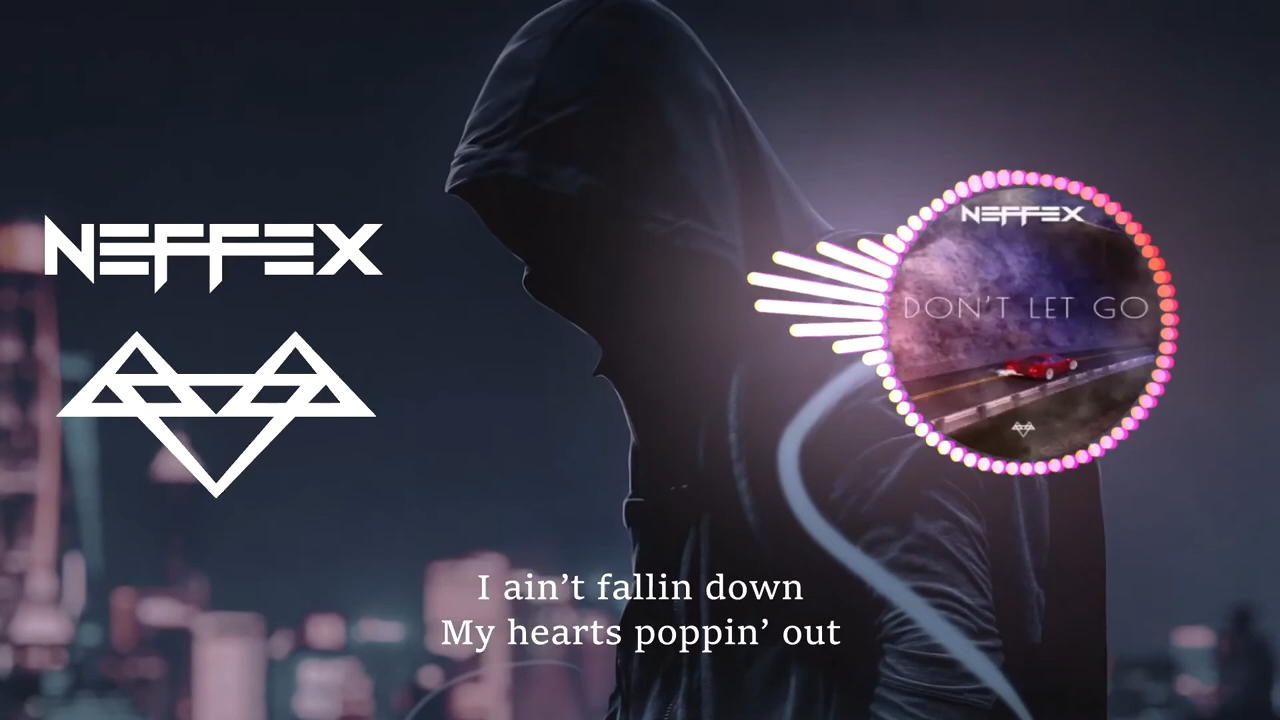 NEFFEX
NEFFEX
DON'T LET GO
I ain’t fallin down
My hearts poppin’ out